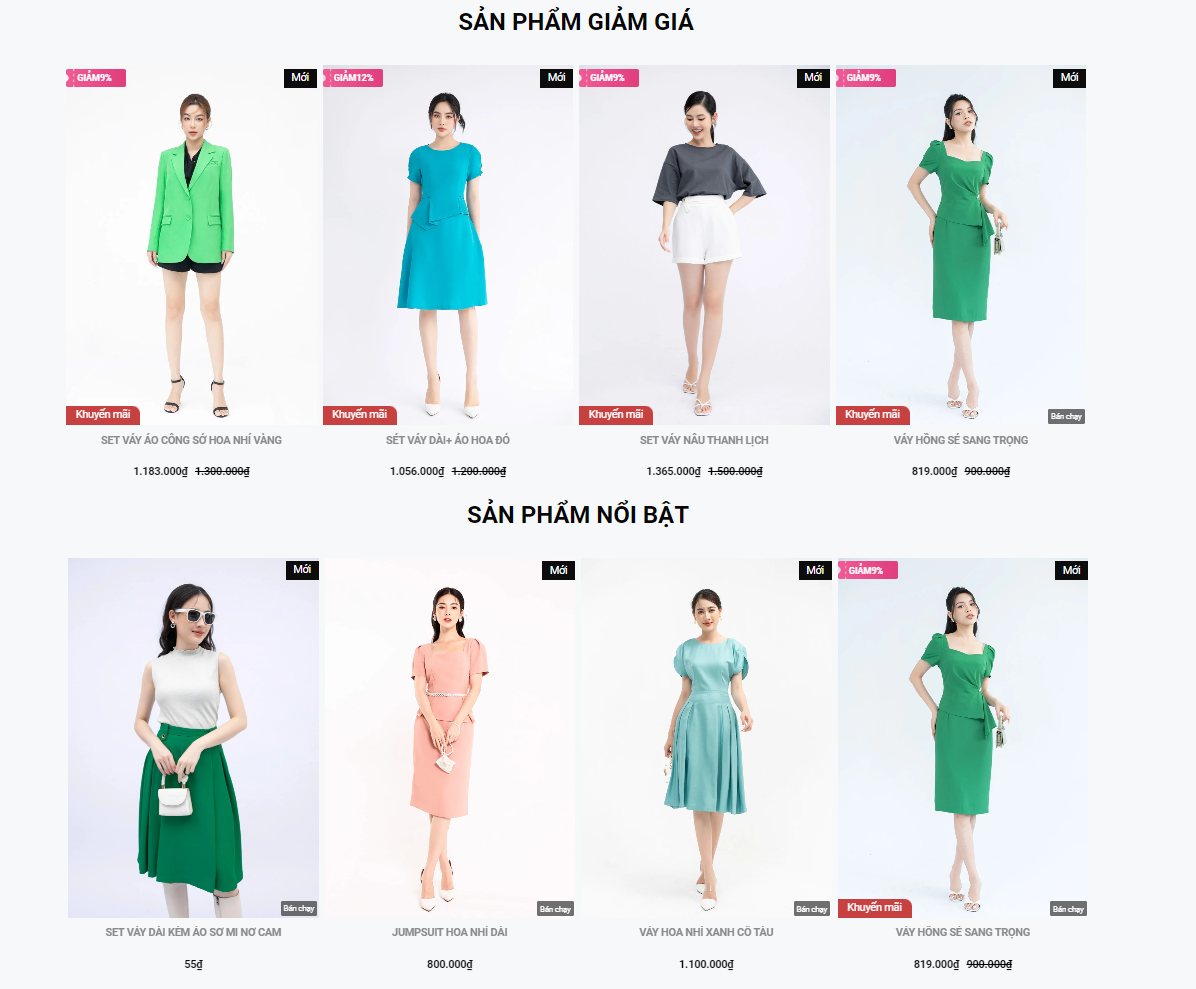 SẢN PHẨM GIẢM GIÁ
GIẢM9% Mới
GIẢM12% Mới
GIẢM9% Mới
GIẢM9% Mới
Khuyến mãi
Khuyến mãi
Khuyến mãi
Khuyến mãi Bán chạy
SET VÁY ÁO CÔNG SỞ HOA NHÍ VÀNG
SÉT VÁY DÀI+ ÁO HOA ĐỎ
SET VÁY NÂU THANH LỊCH
VÁY HỒNG SẺ SANG TRỌNG
1.183.000₫ 1.300.000₫
1.056.000₫ 1.200.000₫
1.365.000₫ 1.500.000₫
819.000₫ 900.000₫
SẢN PHẨM NỔI BẬT
Mới
Mới
Mới
GIẢM9% Mới
Bán chạy
Bán chạy
Bán chạy
Khuyến mãi Bán chạy
SET VÁY DÀI KÈM ÁO SƠ MI NƠ CAM
JUMPSUIT HOA NHÍ DÀI
VÁY HOA NHÍ XANH CỔ TÀU
VÁY HỒNG SẺ SANG TRỌNG
55₫
800.000₫
1.100.000₫
819.000₫ 900.000₫